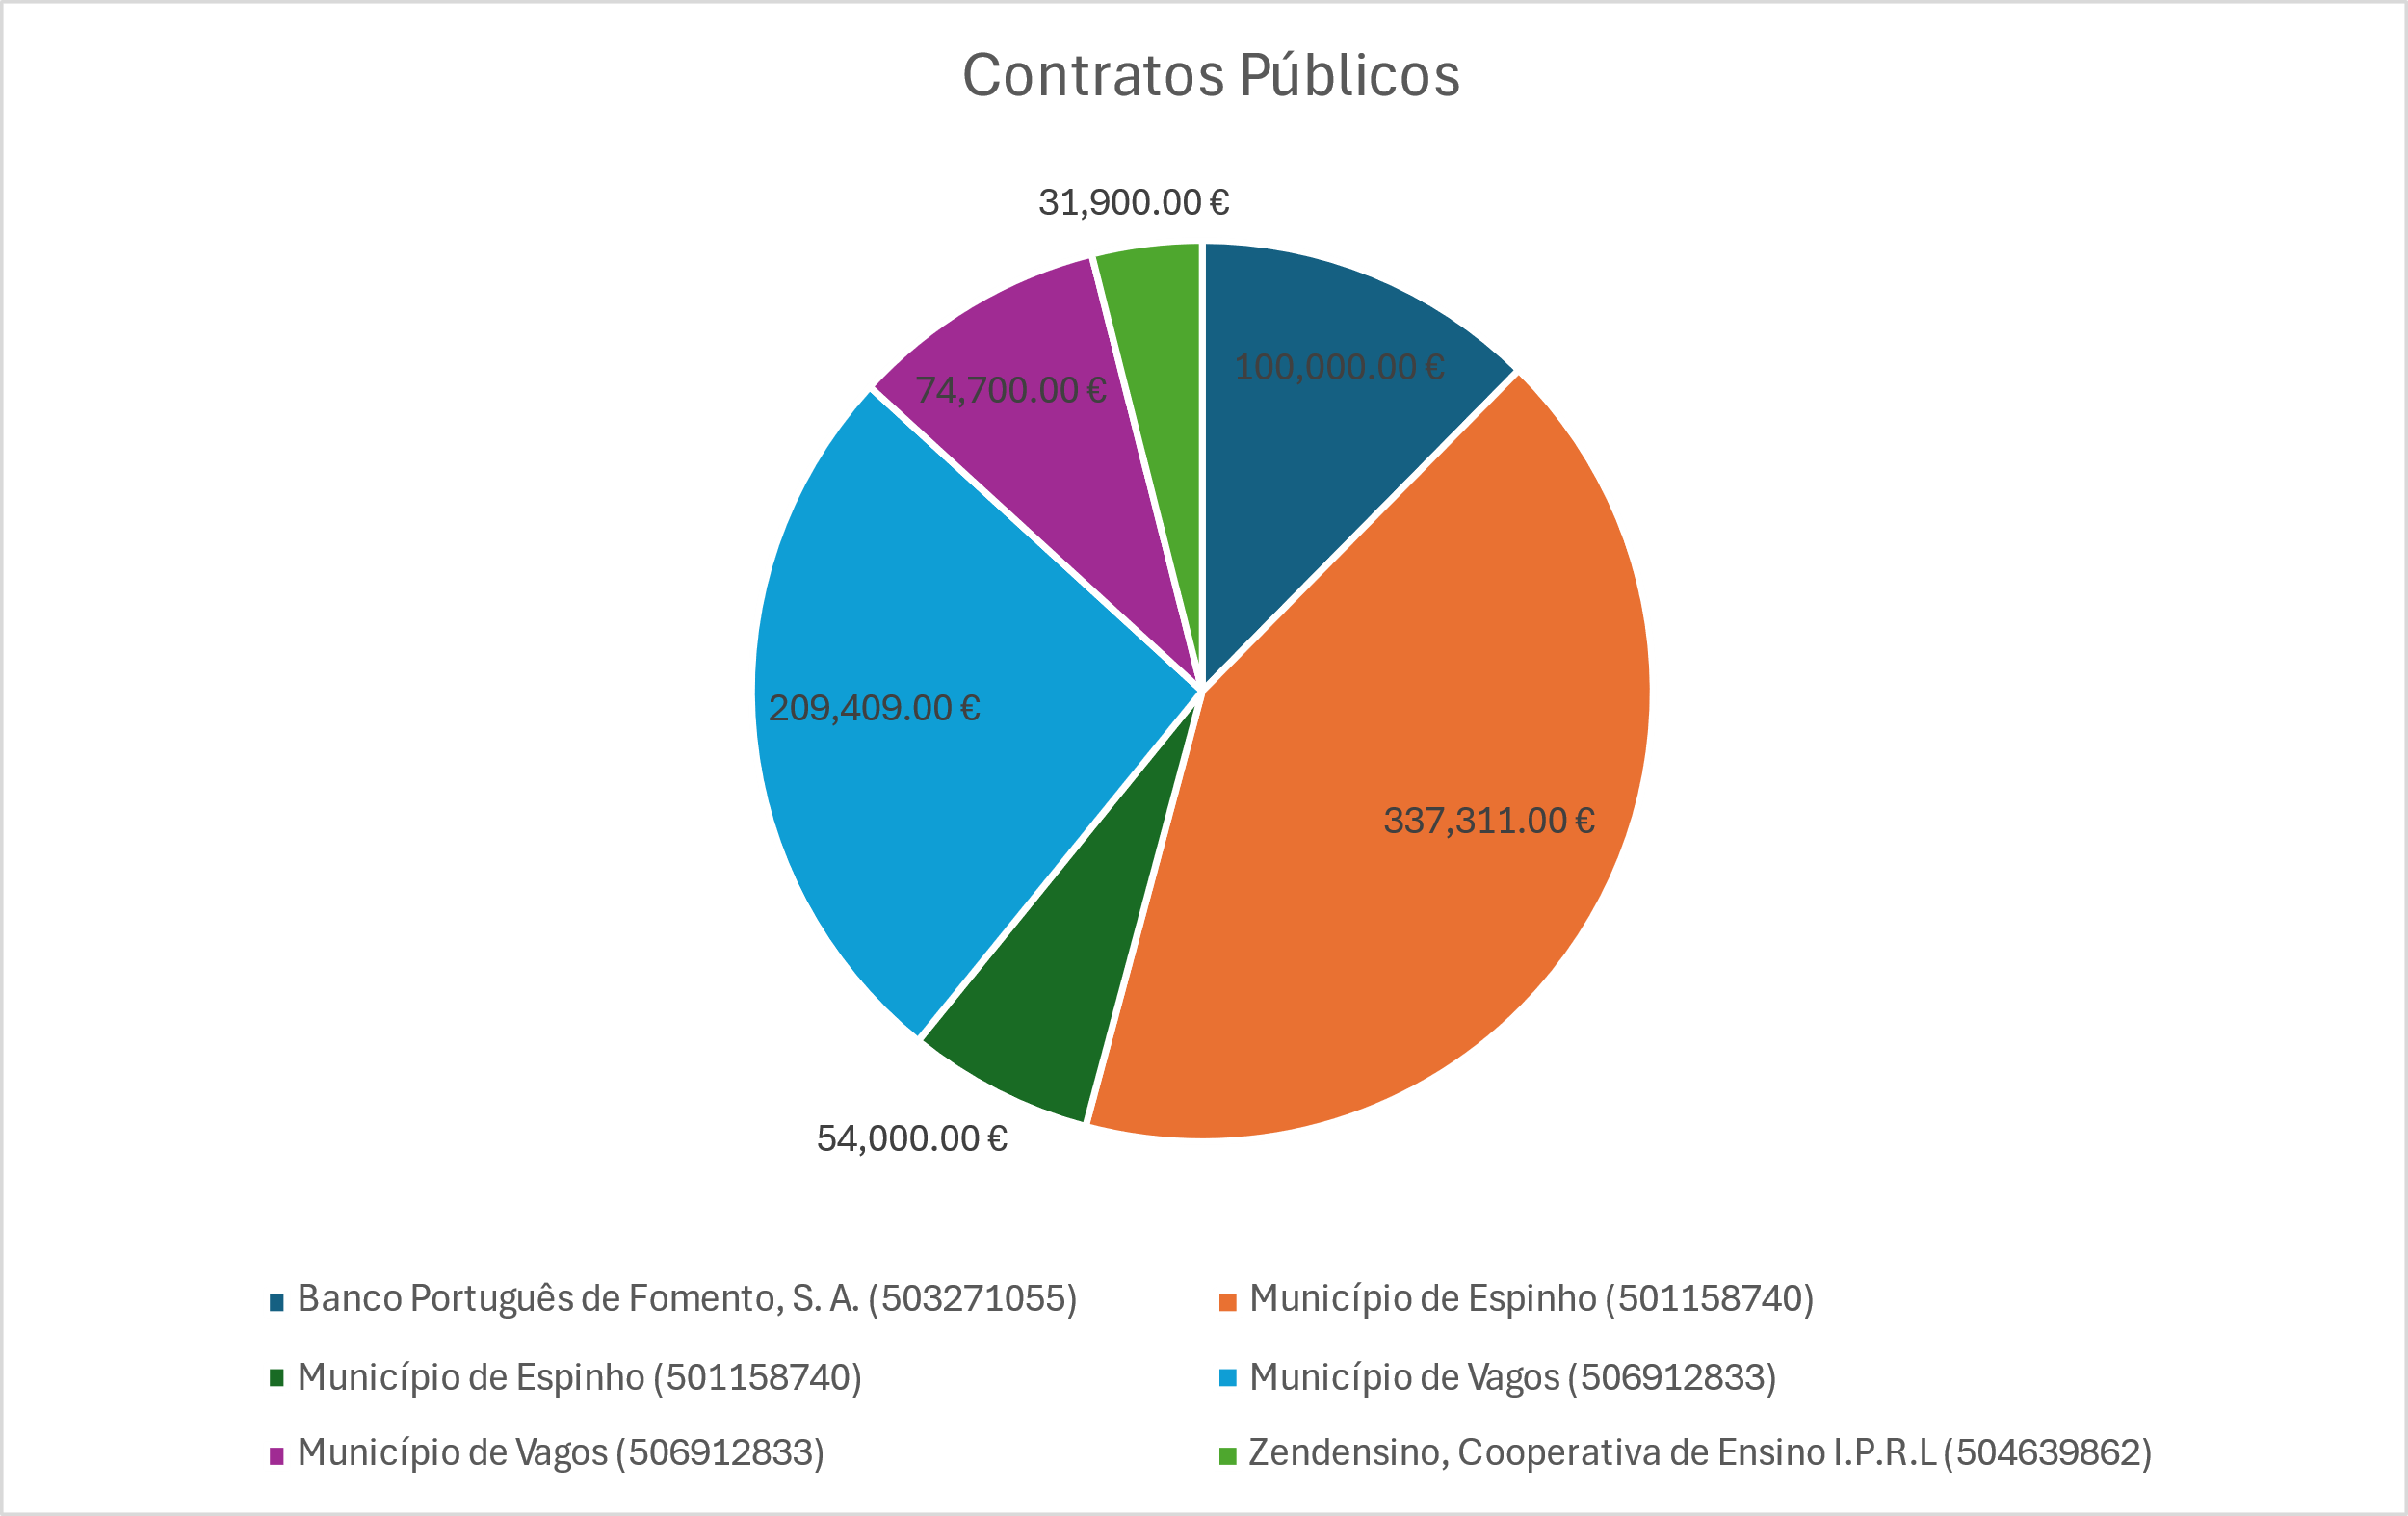 Contratos Públicos
31,900.00 €
100,000.00 €
74,700.00 €
209,409.00 €
337,311.00 €
54,000.00 €
Banco Português de Fomento, S. A. (503271055)
Município de Espinho (501158740)
Município de Espinho (501158740)
Município de Vagos (506912833)
Município de Vagos (506912833)
Zendensino, Cooperativa de Ensino I.P.R.L (504639862)